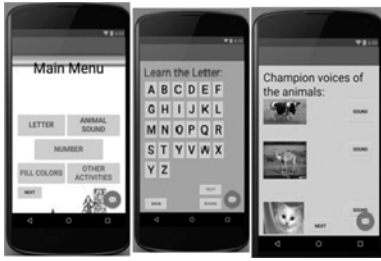 Main Menu
LETTER
ANIMAL SOUND
NUMBER
FILL COLORS
OTHER ACTIVITIES
NEXT
Learn the Letter:
A B C D E F
G H I J K L
M N O P Q R
S T Y V W X
Y Z
NEXT
BACK
SOUND
Champion voices of
the animals:
SOUND
SOUND
SOUND
NEXT